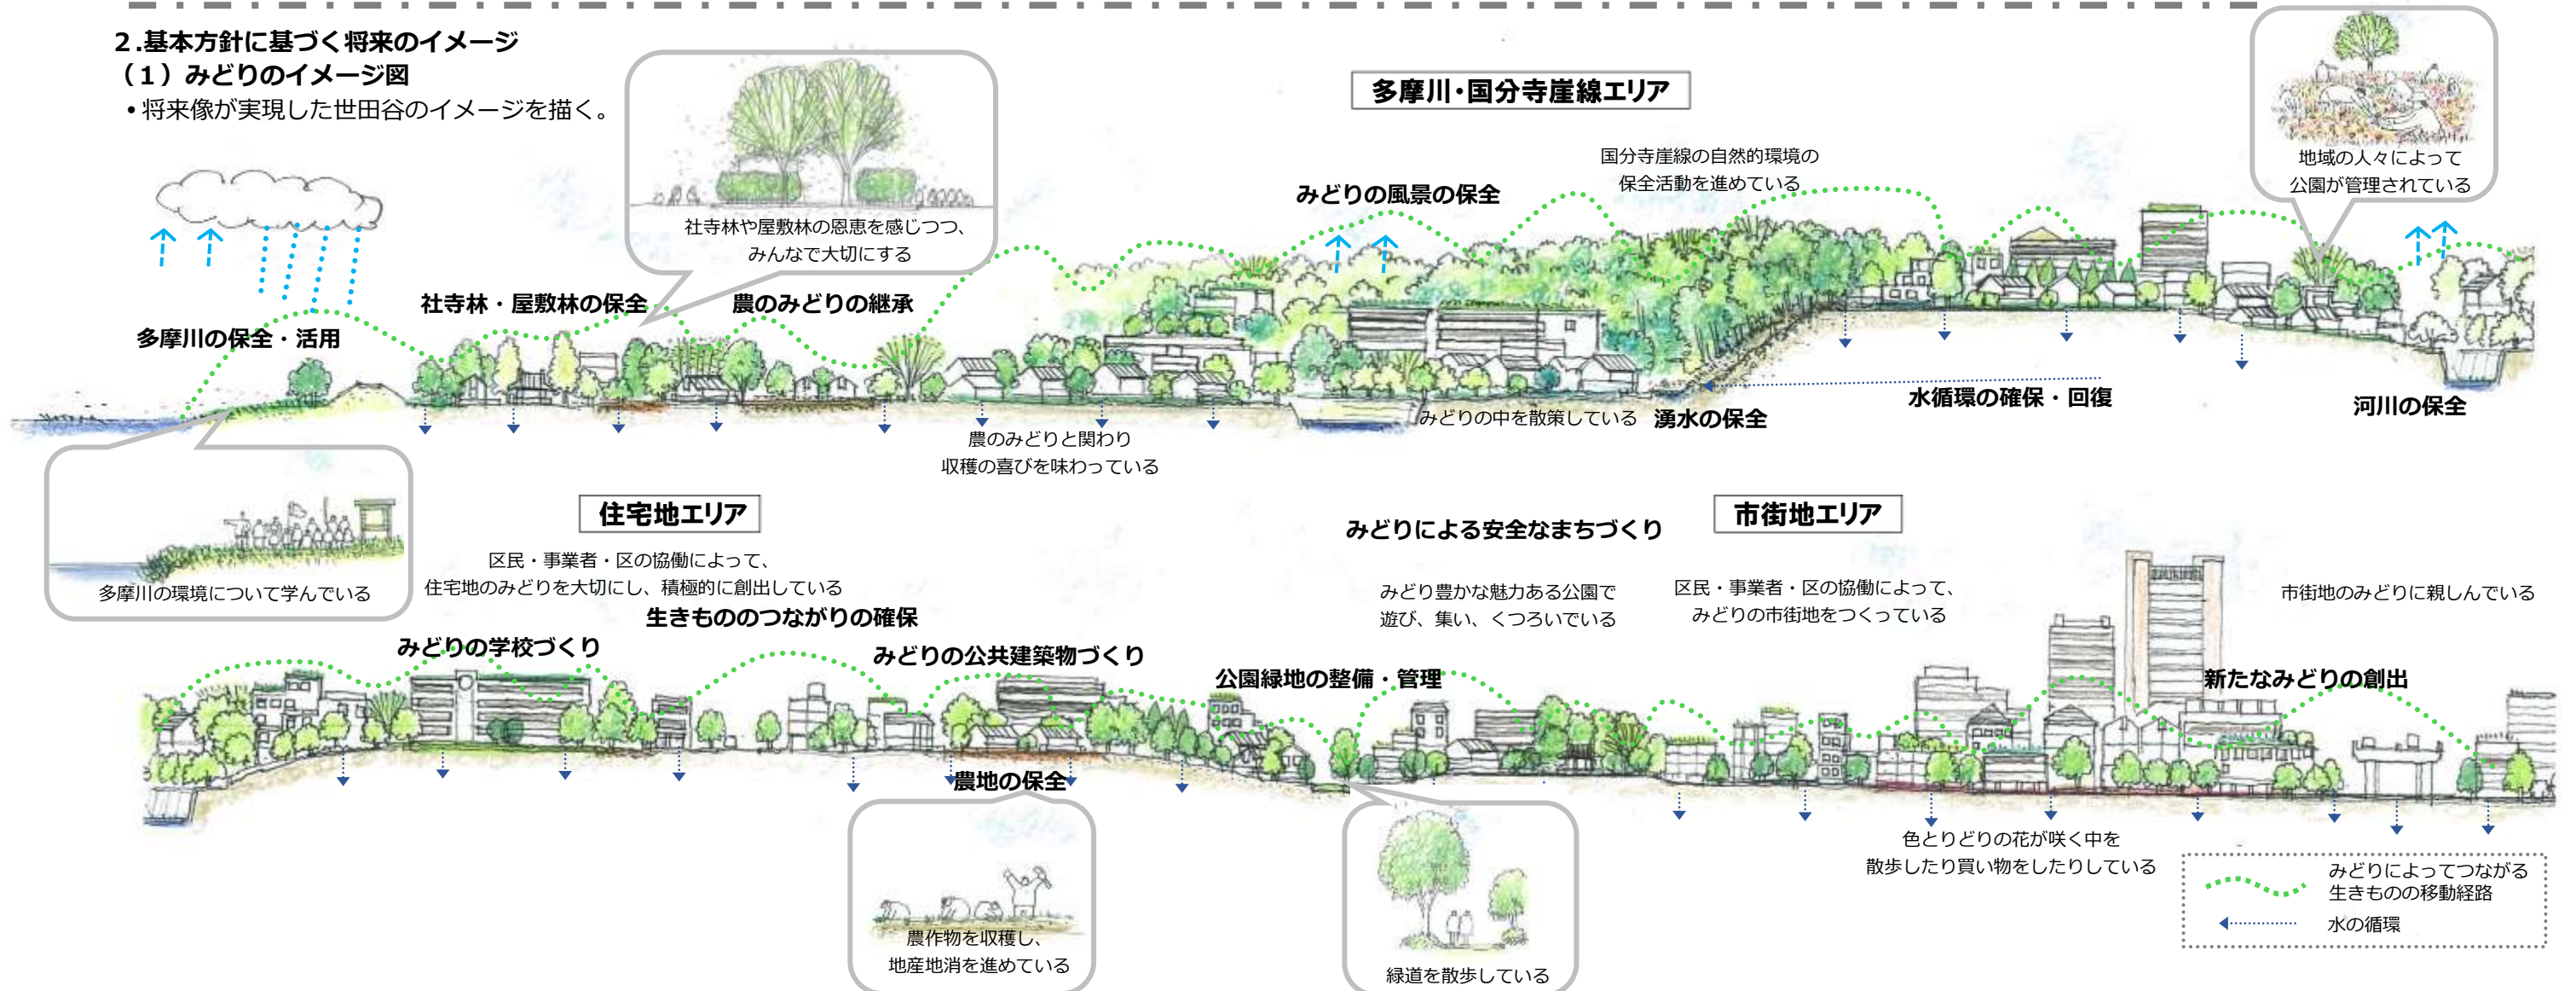 2.基本方針に基づく将来のイメージ
（1）みどりのイメージ図
・将来像が実現した世田谷のイメージを描く。
多摩川・国分寺崖線エリア
地域の人々によって
公園が管理されている
社寺林や屋敷林の恩恵を感じつつ、
みんなで大切にする
国分寺崖線の自然的環境の
保全活動を進めている
みどりの風景の保全
社寺林・屋敷林の保全
農のみどりの継承
多摩川の保全・活用
水循環の確保・回復
河川の保全
みどりの中を散策している
湧水の保全
農のみどりと関わり
収穫の喜びを味わっている
多摩川の環境について学んでいる
住宅地エリア
区民・事業者・区の協働によって、
住宅地のみどりを大切にし、積極的に創出している
生きもののつながりの確保
みどりの学校づくり
みどりの公共建築物づくり
農地の保全
農作物を収穫し、
地産地消を進めている
みどりによる安全なまちづくり
市街地エリア
みどり豊かな魅力ある公園で
遊び、集い、くつろいでいる
区民・事業者・区の協働によって、
みどりの市街地をつくっている
市街地のみどりに親しんでいる
公園緑地の整備・管理
新たなみどりの創出
緑道を散歩している
色とりどりの花が咲く中を
散歩したり買い物をしたりしている
みどりによってつながる
生きものの移動経路
水の循環